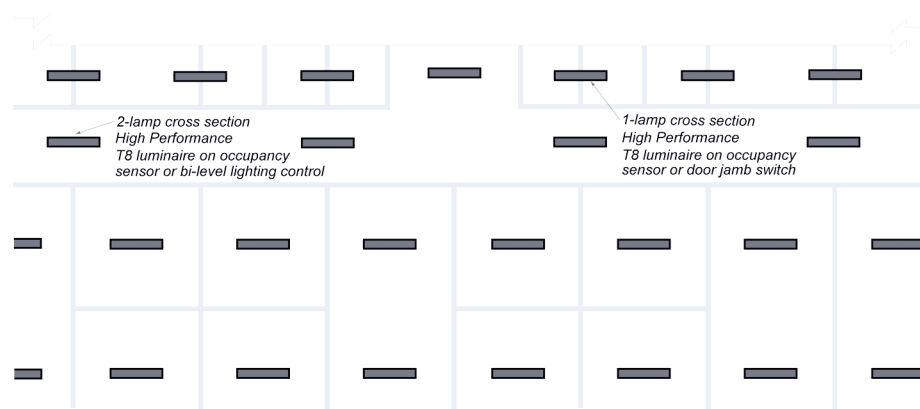 2-lamp cross section
High Performance
T8 luminaire on occupancy
sensor or bi-level lighting control
1-lamp cross section
High Performance
T8 luminaire on occupancy
sensor or door jamb switch